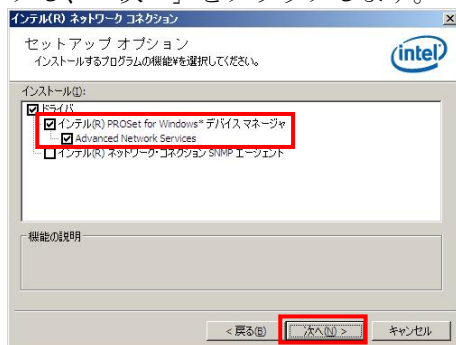 インテル(R) ネットワーク コネクション
セットアップ オプション
インストールするプログラムの機能¥を選択してください。
intel
インストール(I):
ドライバ
インテル(R) PROSet for Windows* デバイス マネージャ
Advanced Network Services
インテル(R) ネットワーク・コネクション SNMP エージェント
機能の説明
< 戻る(B)
次へ(N) >
キャンセル